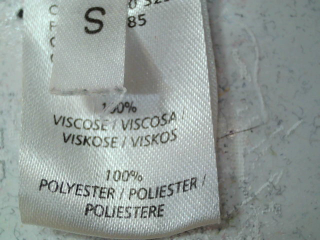 S
85
100%
VISCOSE / VISCOSA /
VISKOSE / VISKOS
100%
POLYESTER / POLIESTER /
POLIESTERE